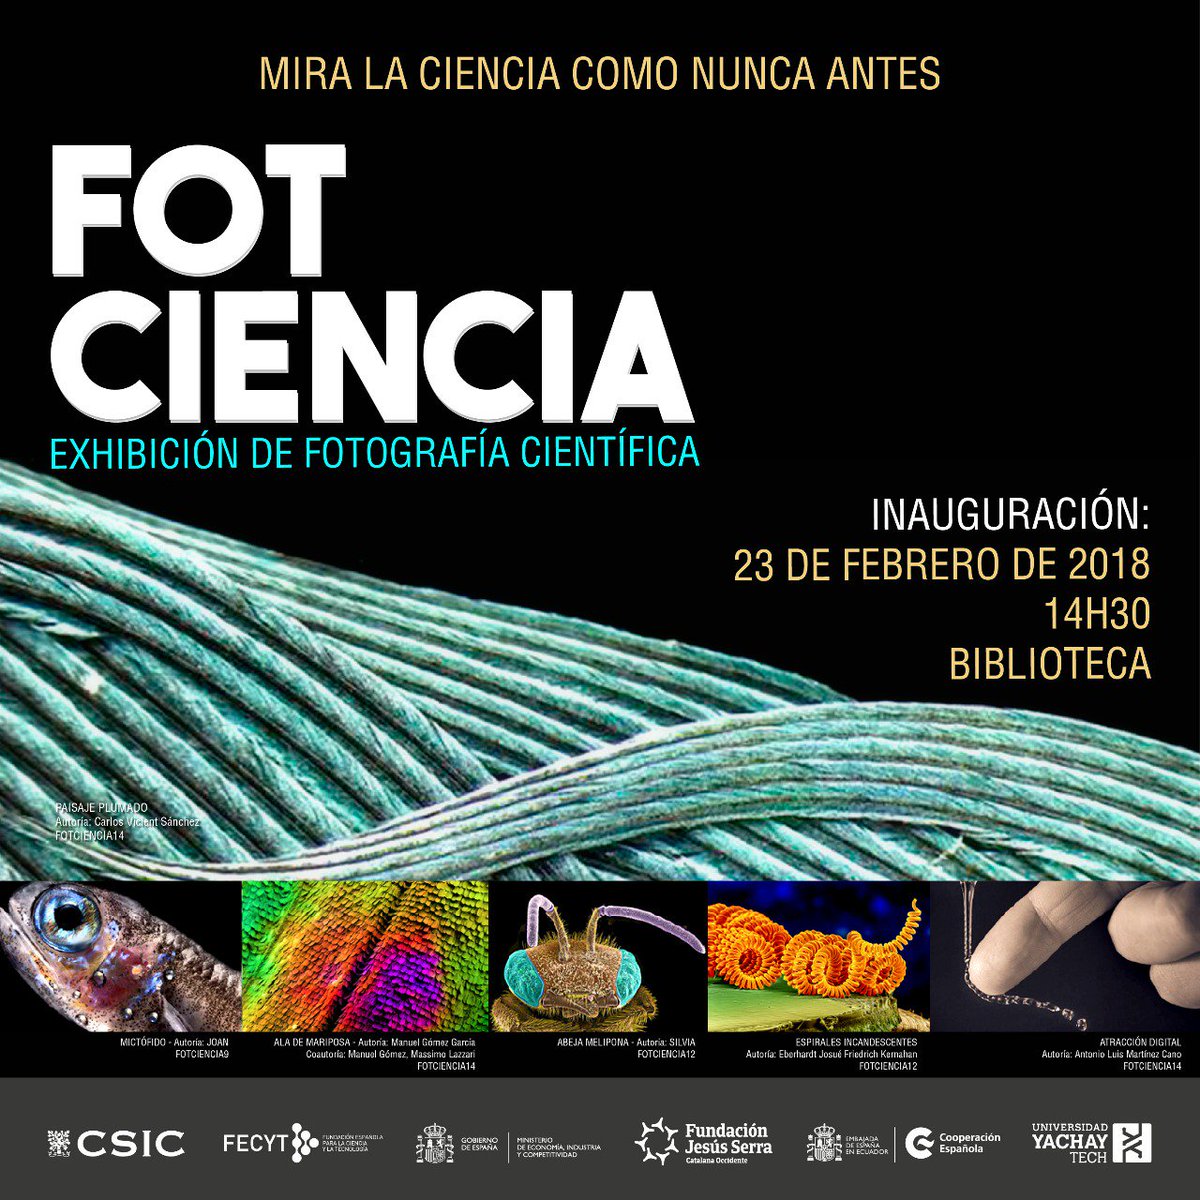 MIRA LA CIENCIA COMO NUNCA ANTES
FOT
CIENCIA
EXHIBICIÓN DE FOTOGRAFÍA CIENTÍFICA
INAUGURACIÓN:
23 DE FEBRERO DE 2018
14H30
BIBLIOTECA
PAISAJE PLUMADO
Autoría: Carlos Vicient Sánchez
FOTCIENCIA14
MICTÓFIDO - Autoría: JOAN
FOTCIENCIA9
ALA DE MARIPOSA - Autoría: Manuel Gómez García
Coautoría: Manuel Gómez, Massimo Lazzari
FOTCIENCIA14
ABEJA MELIPONA - Autoría: SILVIA
FOTCIENCIA12
ESPIRALES INCANDESCENTES
Autoría: Eberhardt Josué Friedrich Kernahan
FOTCIENCIA12
ATRACCIÓN DIGITAL
Autoría: Antonio Luis Martínez Cano
FOTCIENCIA14
CSIC
FECYT
FUNDACIÓN ESPAÑOLA
PARA LA CIENCIA
Y LA TECNOLOGÍA
GOBIERNO
DE ESPAÑA
MINISTERIO
DE ECONOMÍA, INDUSTRIA
Y COMPETITIVIDAD
Fundación
Jesús Serra
Catalana Occidente
EMBAJADA
DE ESPAÑA
EN ECUADOR
Cooperación
Española
UNIVERSIDAD
YACHAY
TECH